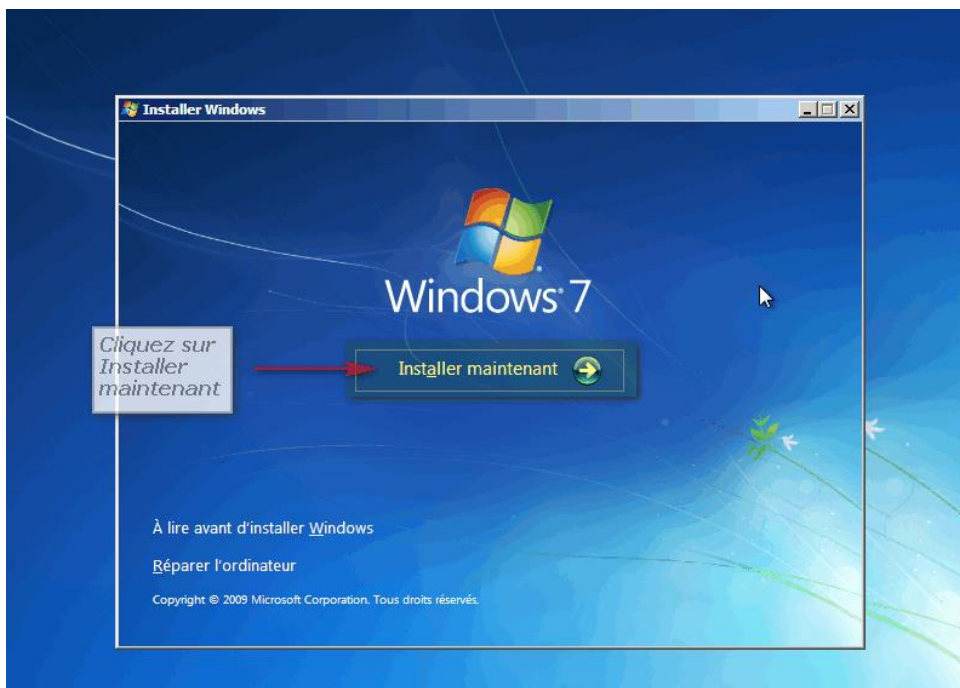 Installer Windows
Windows 7
Cliquez sur
Installer
maintenant
Installer maintenant
À lire avant d'installer Windows
Réparer l'ordinateur
Copyright © 2009 Microsoft Corporation. Tous droits réservés.